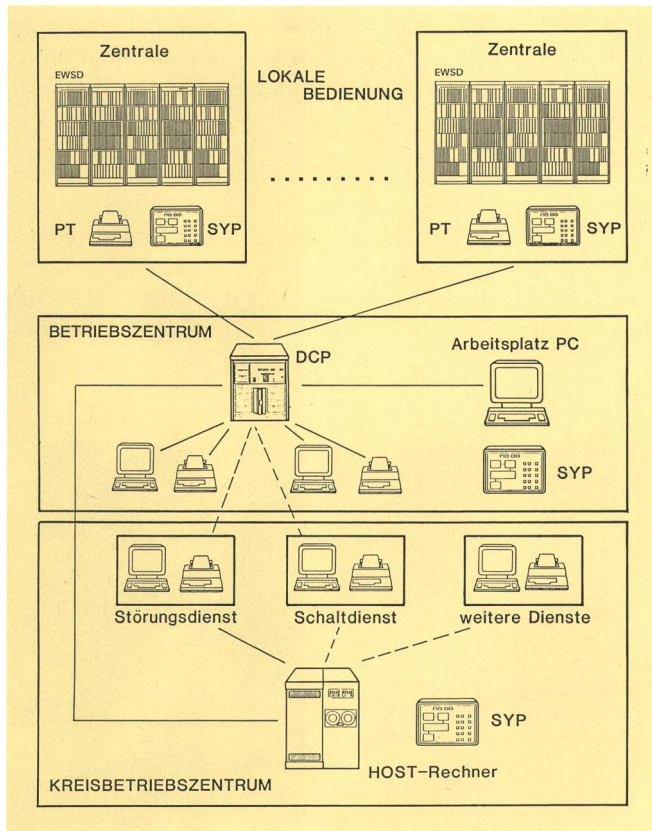 Zentrale
EWSD
LOKALE
BEDIENUNG
Zentrale
EWSD
PT
SYP
PT
SYP
BETRIEBSZENTRUM
DCP
Arbeitsplatz PC
SYP
Störungsdienst
Schaltdienst
weitere Dienste
SYP
HOST-Rechner
KREISBETRIEBSZENTRUM